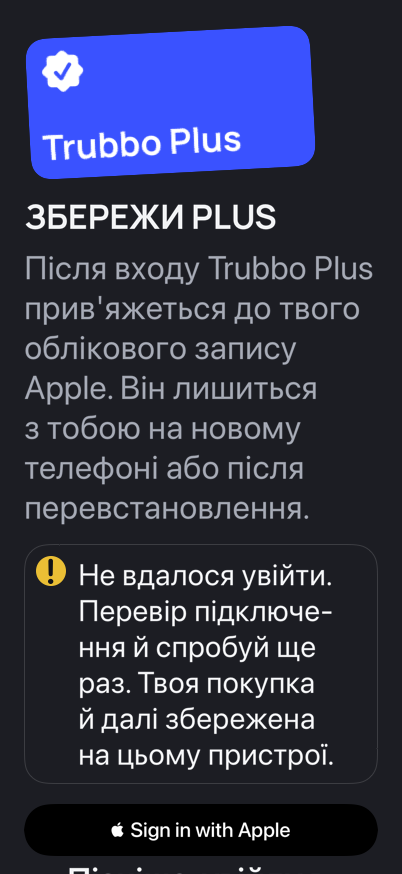 Trubbo Plus
ЗБЕРЕЖИ PLUS
Після входу Trubbo Plus
прив'яжеться до твого
облікового запису
Apple. Він лишиться
з тобою на новому
телефоні або після
перевстановлення.
Не вдалося увійти.
Перевір підключе-
ння й спробуй ще
раз. Твоя покупка
й далі збережена
на цьому пристрої.
Sign in with Apple